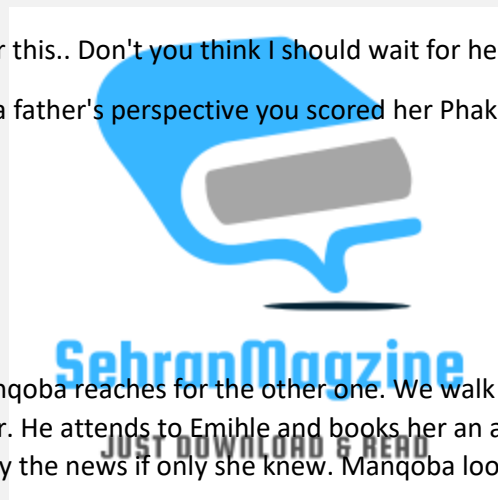 r this.. Don't you think I should wait for he
a father's perspective you scored her Phak
SehranMagzine
nqoba reaches for the other one. We walk
r. He attends to Emihle and books her an a
JUST DOWNLOAD & READ
y the news if only she knew. Manqoba loo